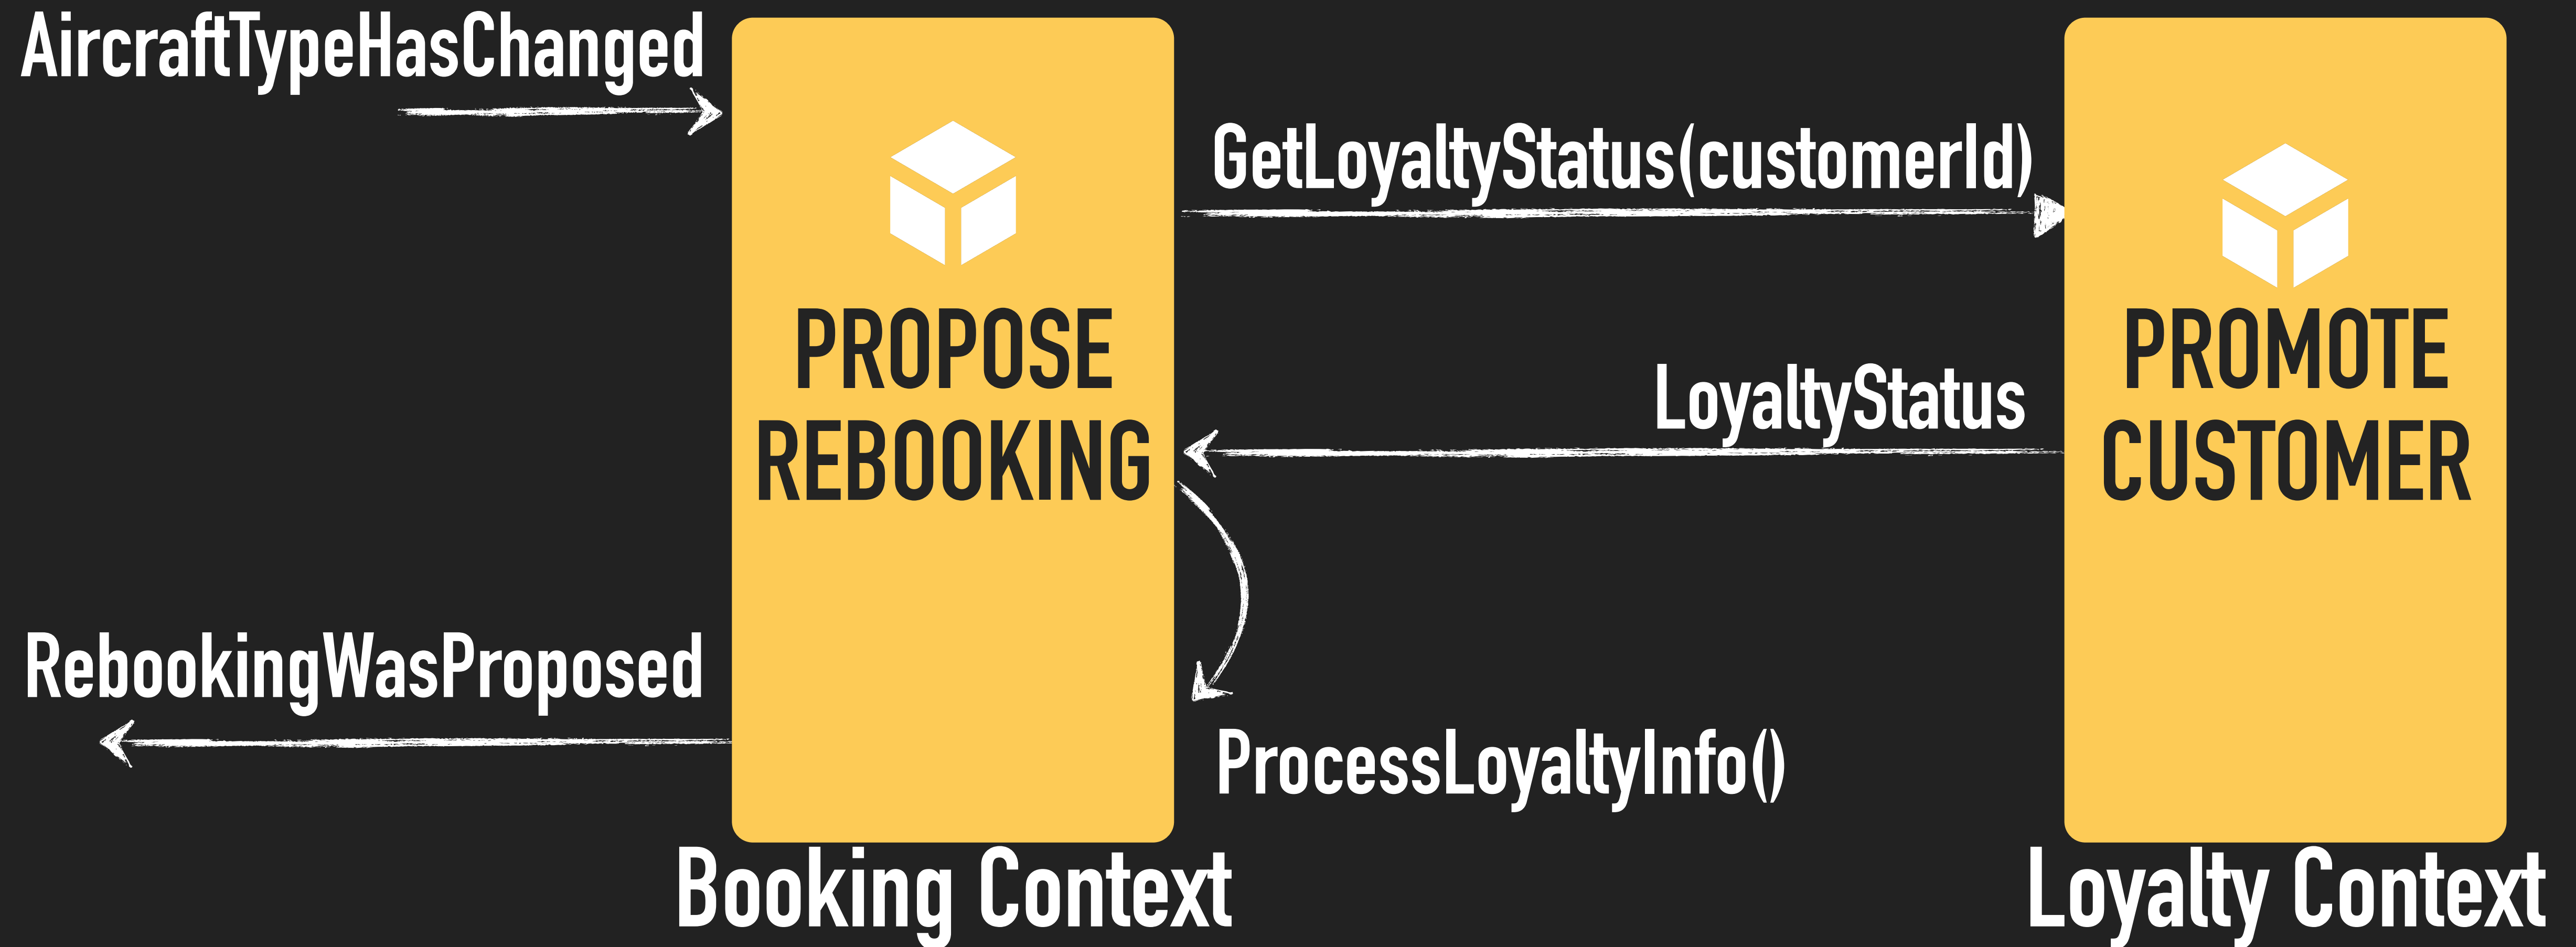 AircraftTypeHasChanged
GetLoyaltyStatus(customerId)
PROPOSE
REBOOKING
PROMOTE
CUSTOMER
LoyaltyStatus
RebookingWasProposed
ProcessLoyaltyInfo()
Booking Context
Loyalty Context